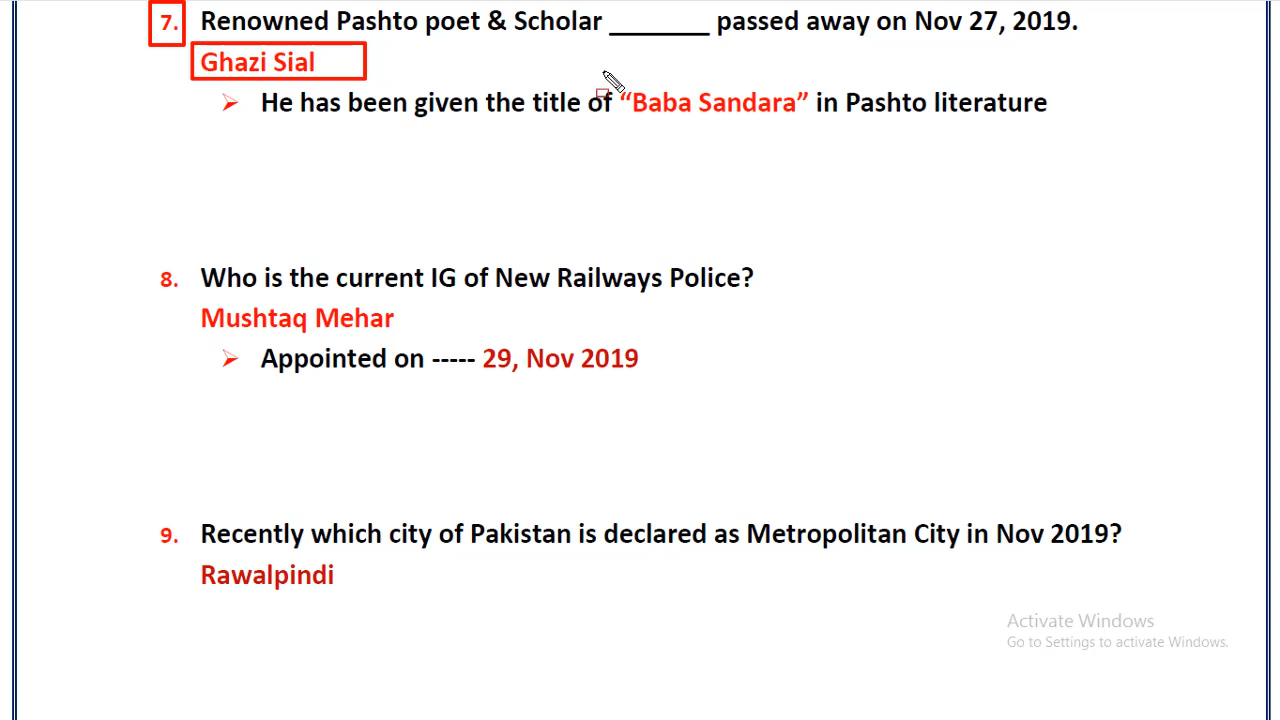 7. Renowned Pashto poet & Scholar _______ passed away on Nov 27, 2019.
Ghazi Sial
➢ He has been given the title of “Baba Sandara” in Pashto literature
8. Who is the current IG of New Railways Police?
Mushtaq Mehar
➢ Appointed on ----- 29, Nov 2019
9. Recently which city of Pakistan is declared as Metropolitan City in Nov 2019?
Rawalpindi
Activate Windows
Go to Settings to activate Windows.